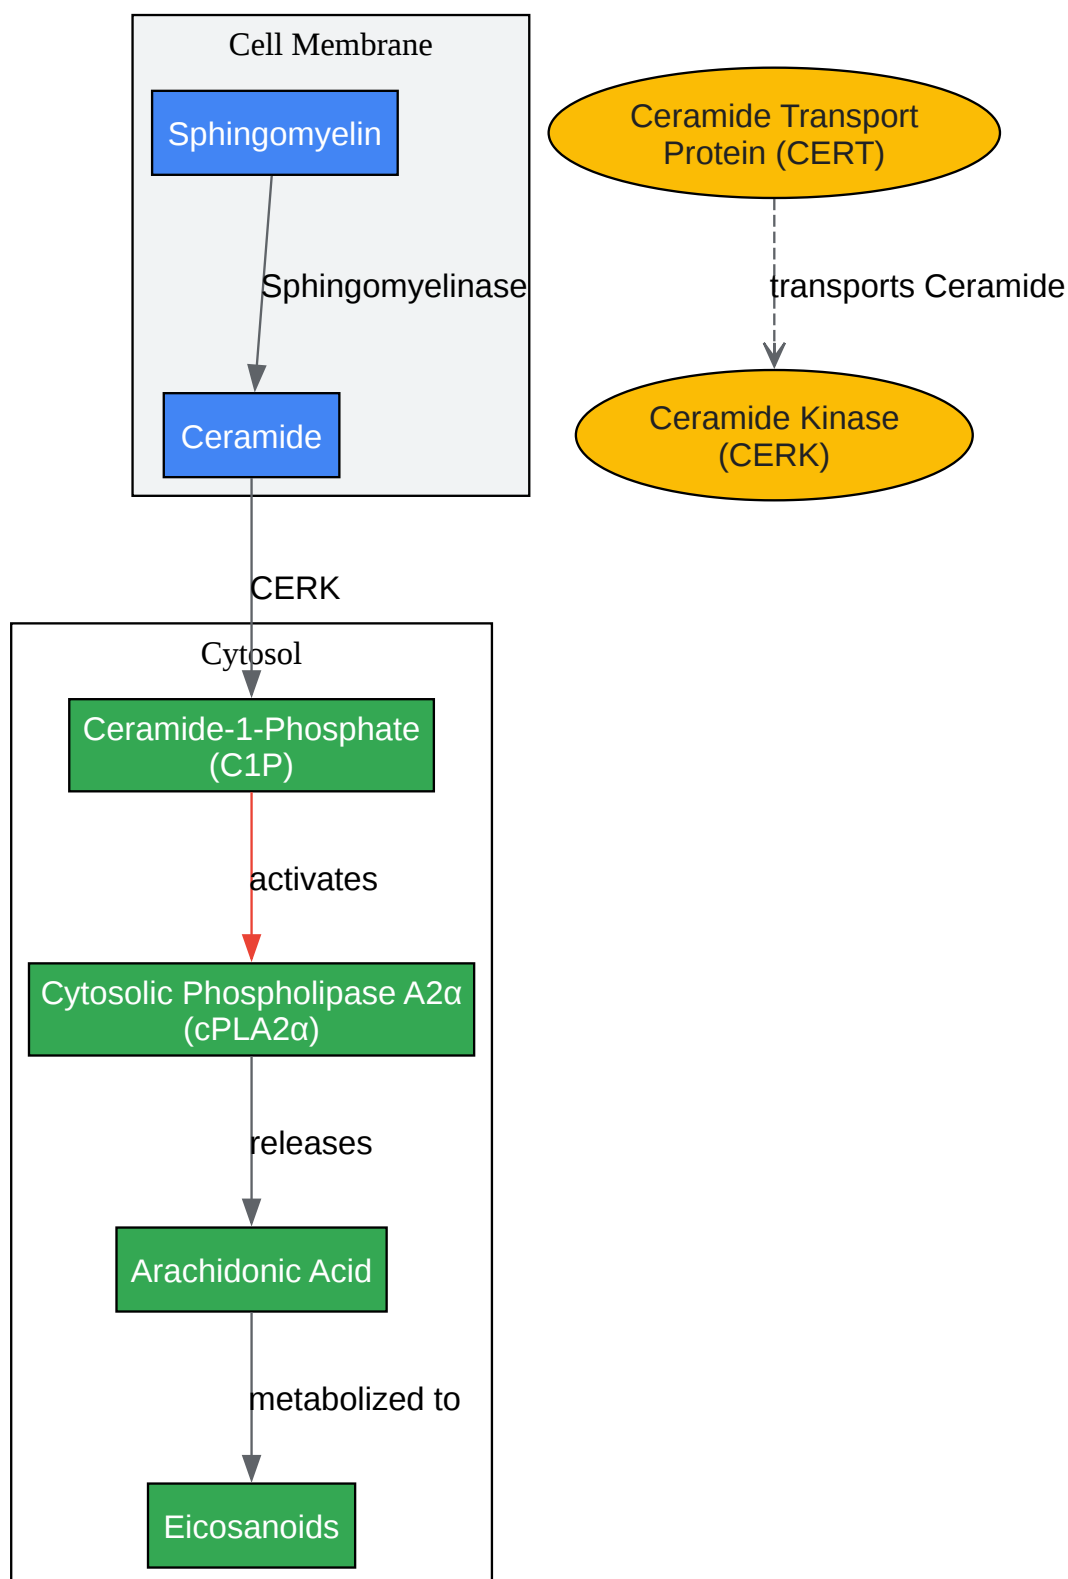 Cell Membrane
Sphingomyelin
Sphingomyelinase
Ceramide
Ceramide Transport
Protein (CERT)
transports Ceramide
Ceramide Kinase
(CERK)
CERK
Cytosol
Ceramide-1-Phosphate
(C1P)
activates
Cytosolic Phospholipase A2α
(cPLA2α)
releases
Arachidonic Acid
metabolized to
Eicosanoids